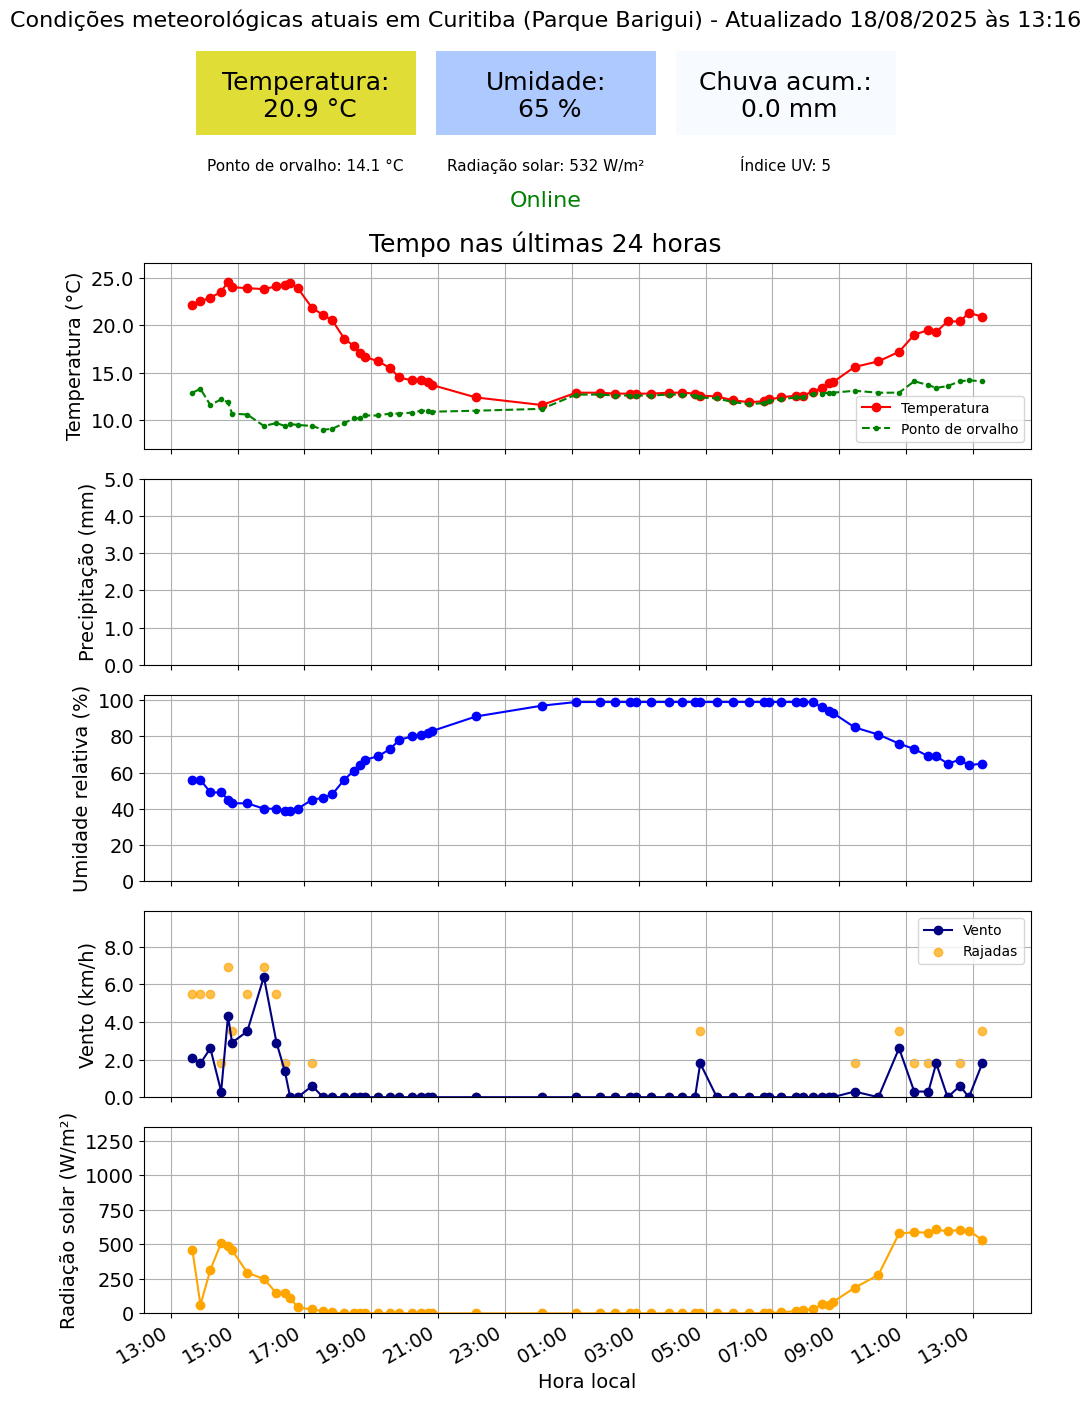 Condições meteorológicas atuais em Curitiba (Parque Barigui) - Atualizado 18/08/2025 às 13:16
Temperatura:
20.9 °C
Umidade:
65 %
Chuva acum.:
0.0 mm
Ponto de orvalho: 14.1 °C
Radiação solar: 532 W/m²
Índice UV: 5
Online
Tempo nas últimas 24 horas
Temperatura (°C)
25.0
20.0
15.0
10.0
Temperatura
Ponto de orvalho
Precipitação (mm)
5.0
4.0
3.0
2.0
1.0
0.0
Umidade relativa (%)
100
80
60
40
20
0
Vento (km/h)
8.0
6.0
4.0
2.0
0.0
Vento
Rajadas
Radiação solar (W/m²)
1250
1000
750
500
250
0
13:00
15:00
17:00
19:00
21:00
23:00
01:00
03:00
05:00
07:00
09:00
11:00
13:00
Hora local